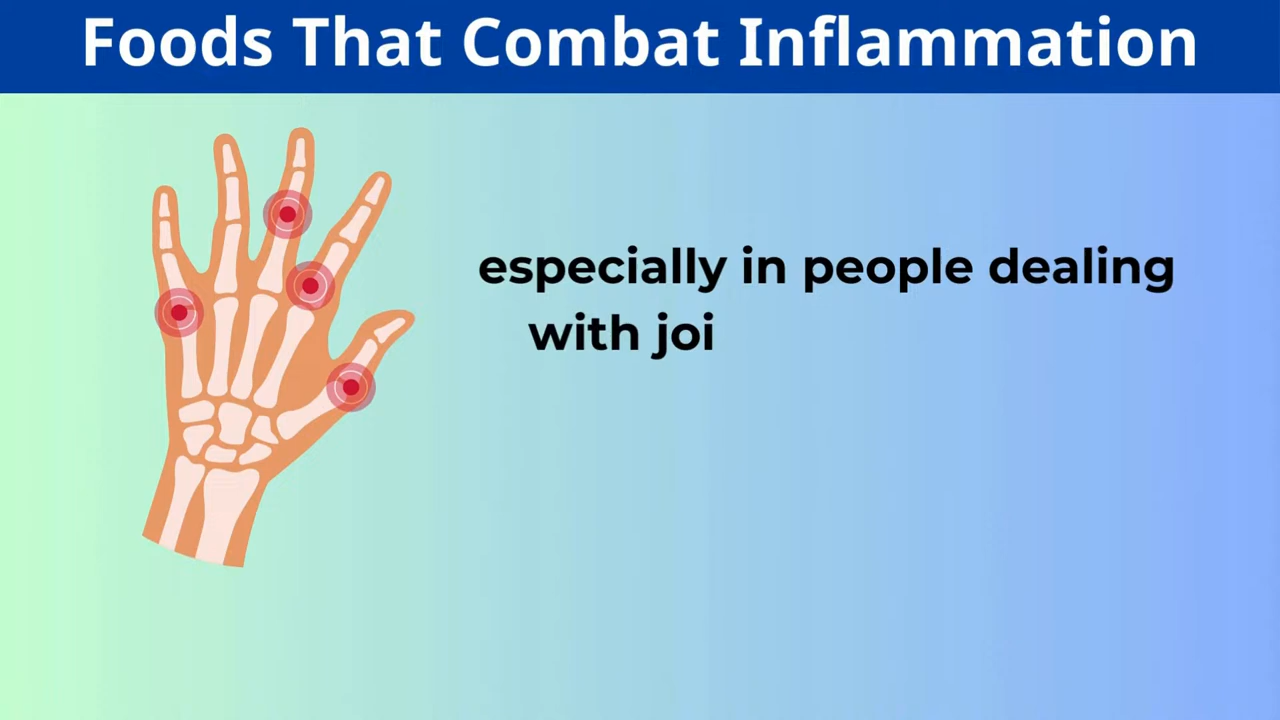 Foods That Combat Inflammation
especially in people dealing
with joi